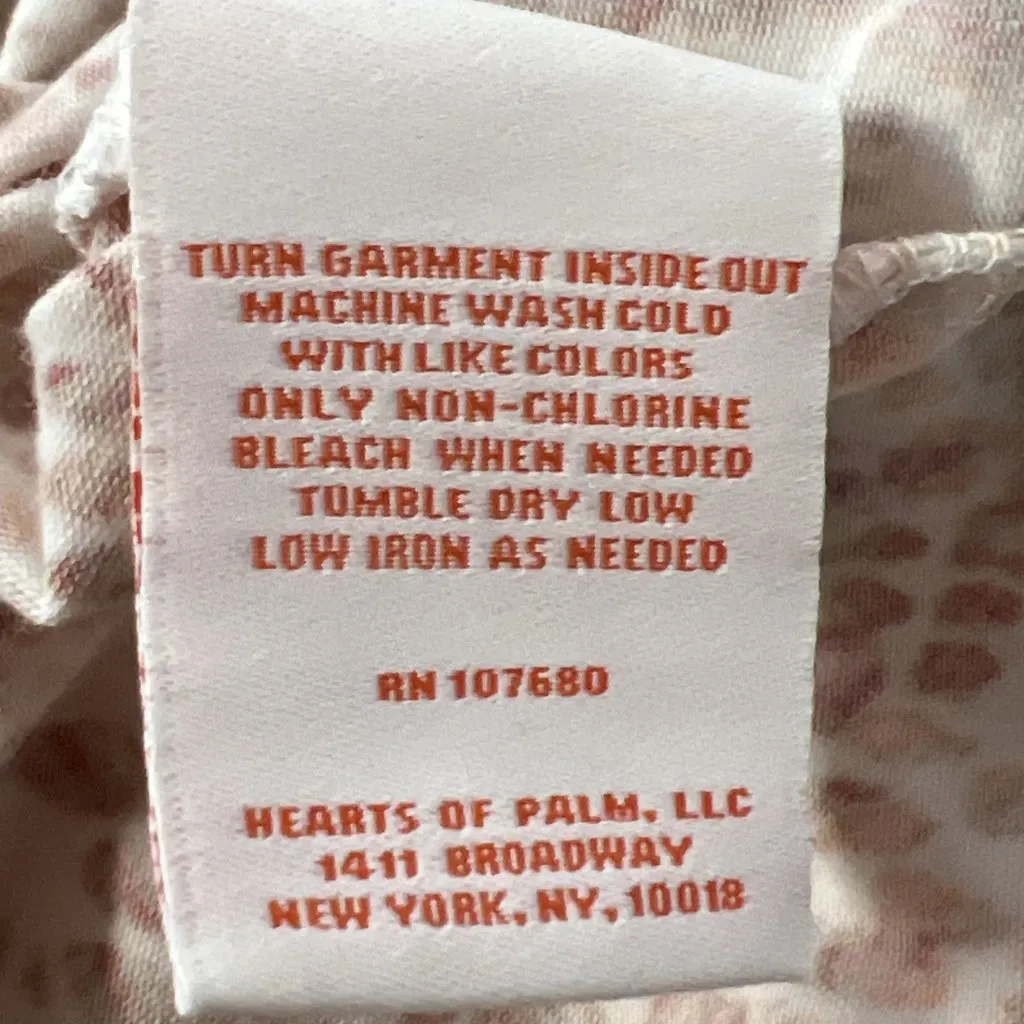 TURN GARMENT INSIDE OUT
MACHINE WASH COLD
WITH LIKE COLORS
ONLY NON-CHLORINE
BLEACH WHEN NEEDED
TUMBLE DRY LOW
LOW IRON AS NEEDED
RN 107680
HEARTS OF PALM, LLC
1411 BROADWAY
NEW YORK, NY, 10018